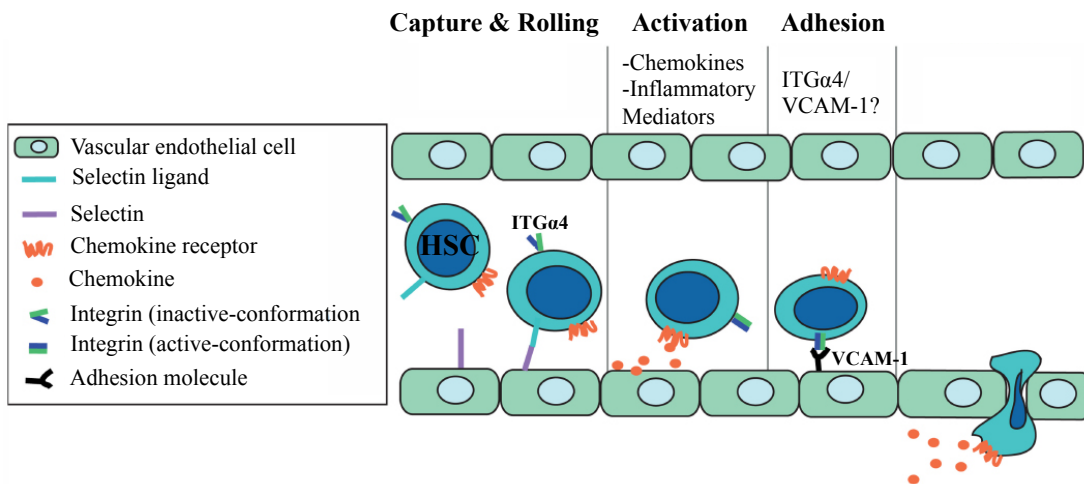 Capture & Rolling
Activation
Adhesion
-Chemokines
-Inflammatory
Mediators
ITGα4/
VCAM-1?
Vascular endothelial cell
Selectin ligand
Selectin
Chemokine receptor
Chemokine
Integrin (inactive-conformation
Integrin (active-conformation)
Adhesion molecule
HSC
ITGα4
VCAM-1